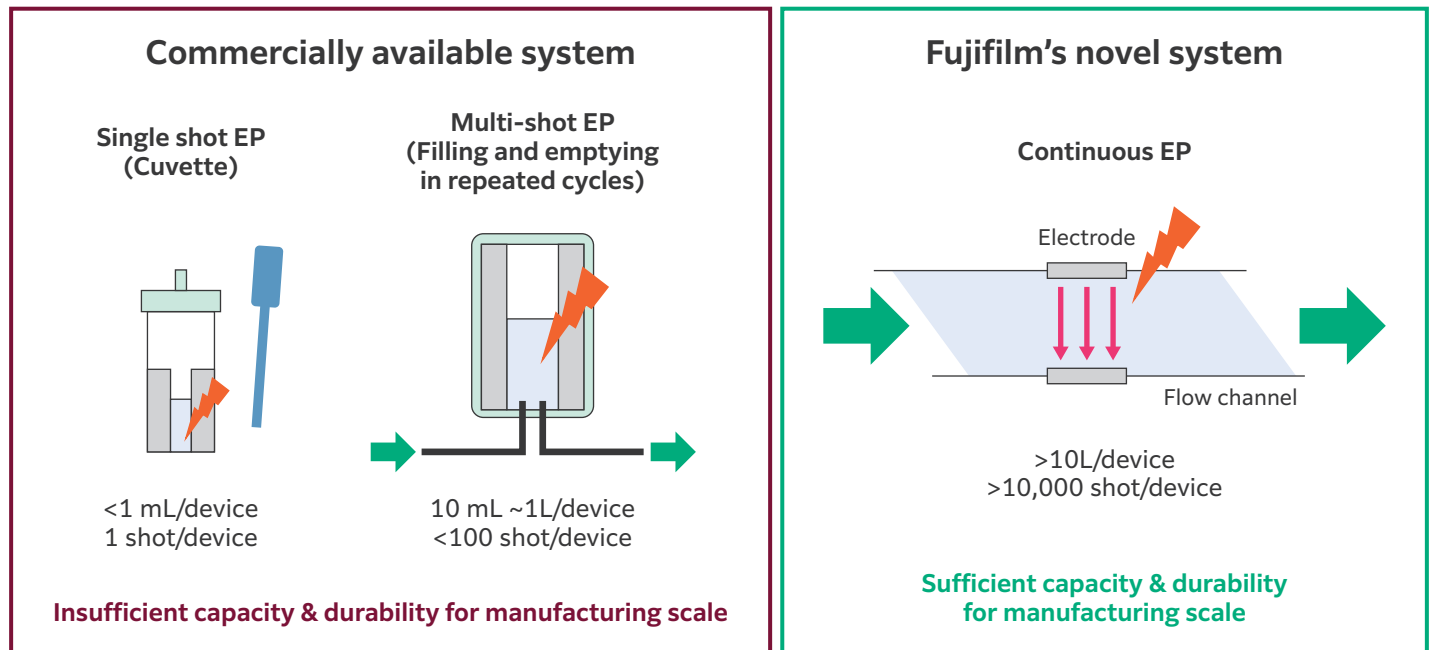 Commercially available system
Single shot EP
(Cuvette)
Multi-shot EP
(Filling and emptying
in repeated cycles)
<1 mL/device
1 shot/device
10 mL ~1L/device
<100 shot/device
Insufficient capacity & durability for manufacturing scale
Fujifilm's novel system
Continuous EP
Electrode
Flow channel
>10L/device
>10,000 shot/device
Sufficient capacity & durability
for manufacturing scale